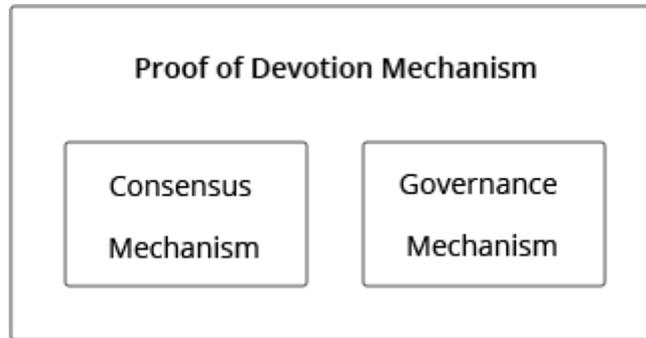 Proof of Devotion Mechanism
Consensus
Mechanism
Governance
Mechanism